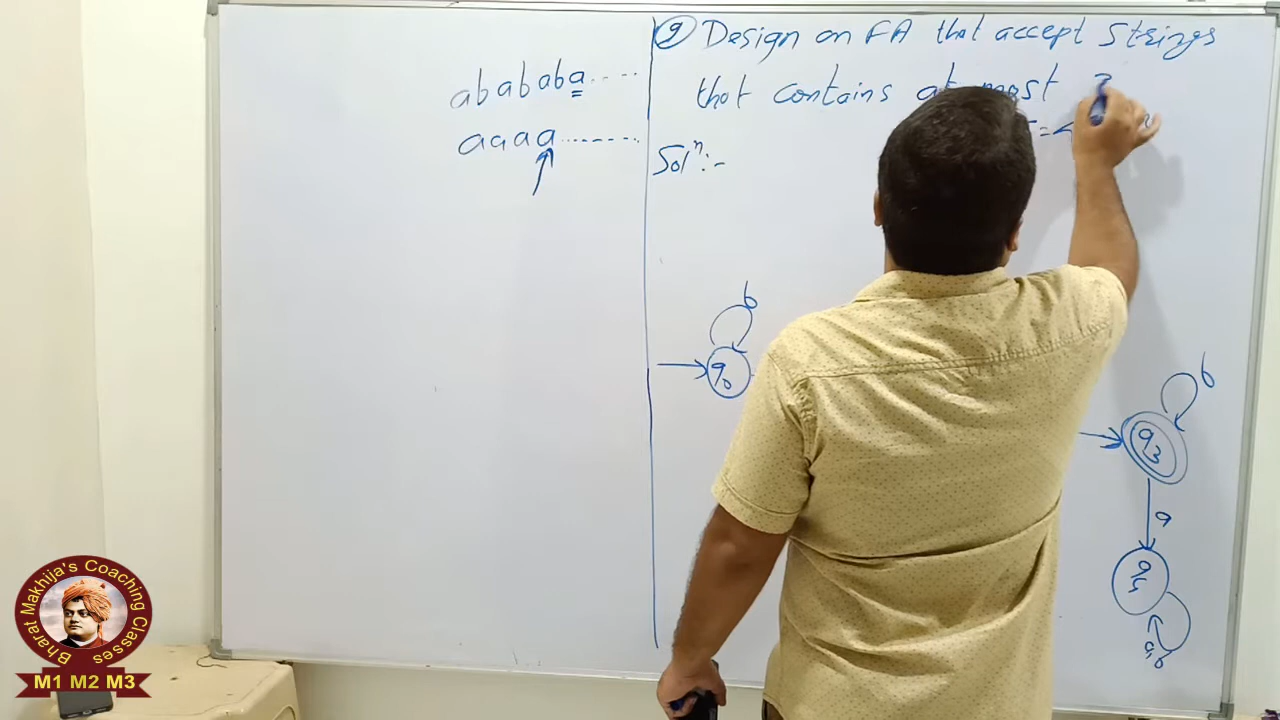 abababa....
aaaa.......
9 Design an FA that accept strings
that contains at most
Solⁿ:-
b
q0
b
q3
a
q4
a,b
Bharat Makhija's Coaching Classes
M1 M2 M3